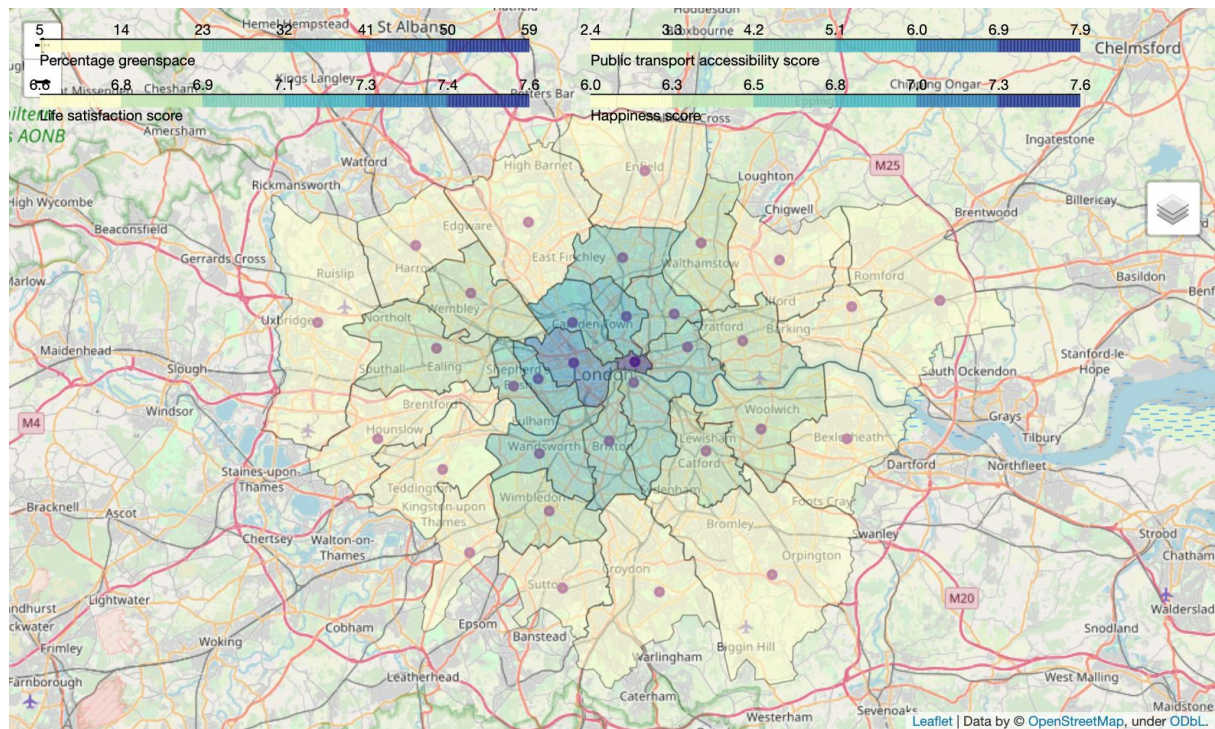 Hemel Hempstead
St Albans
Hoddesdon
5 14 23 32 41 50 59
2.4 3.3 4.2 5.1 6.0 6.9 7.9
Broxbourne
Chelmsford
Percentage greenspace
Public transport accessibility score
Kings Langley
Chipping Ongar
6.6 6.8 6.9 7.1 7.3 7.4 7.6
6.0 6.3 6.5 6.8 7.0 7.3 7.6
Potters Bar
Epping
Life satisfaction score
Happiness score
Amersham
s AONB
Ingatestone
Watford
High Barnet
Enfield
M25
Loughton
Rickmansworth
High Wycombe
Chigwell
Brentwood
Billericay
Beaconsfield
Edgware
Gerrards Cross
East Finchley
Walthamstow
Harrow
Ruislip
Romford
Basildon
Wembley
Ilford
Uxbridge
Northolt
Camden Town
Stratford
Barking
Maidenhead
Slough
Southall
Ealing
Shepherd's
Bush
London
Stanford-le-
Hope
South Ockendon
Windsor
Brentford
Woolwich
Grays
M4
Hounslow
Fulham
Wandsworth
Brixton
Lewisham
Bexleyheath
Tilbury
Staines-upon-
Thames
Catford
Dartford
Northfleet
Teddington
Kingston upon
Thames
Wimbledon
Sydenham
Foots Cray
Bracknell
Ascot
Chertsey
Walton-on-
Thames
Bromley
Swanley
Strood
Chatham
Orpington
Croydon
Sutton
Lightwater
M20
Cobham
Epsom
Banstead
Snodland
Woking
Frimley
Biggin Hill
Warlingham
Leatherhead
West Malling
Farnborough
Caterham
Sevenoaks
Maidstone
Westerham
Leaflet | Data by © OpenStreetMap, under ODbL.